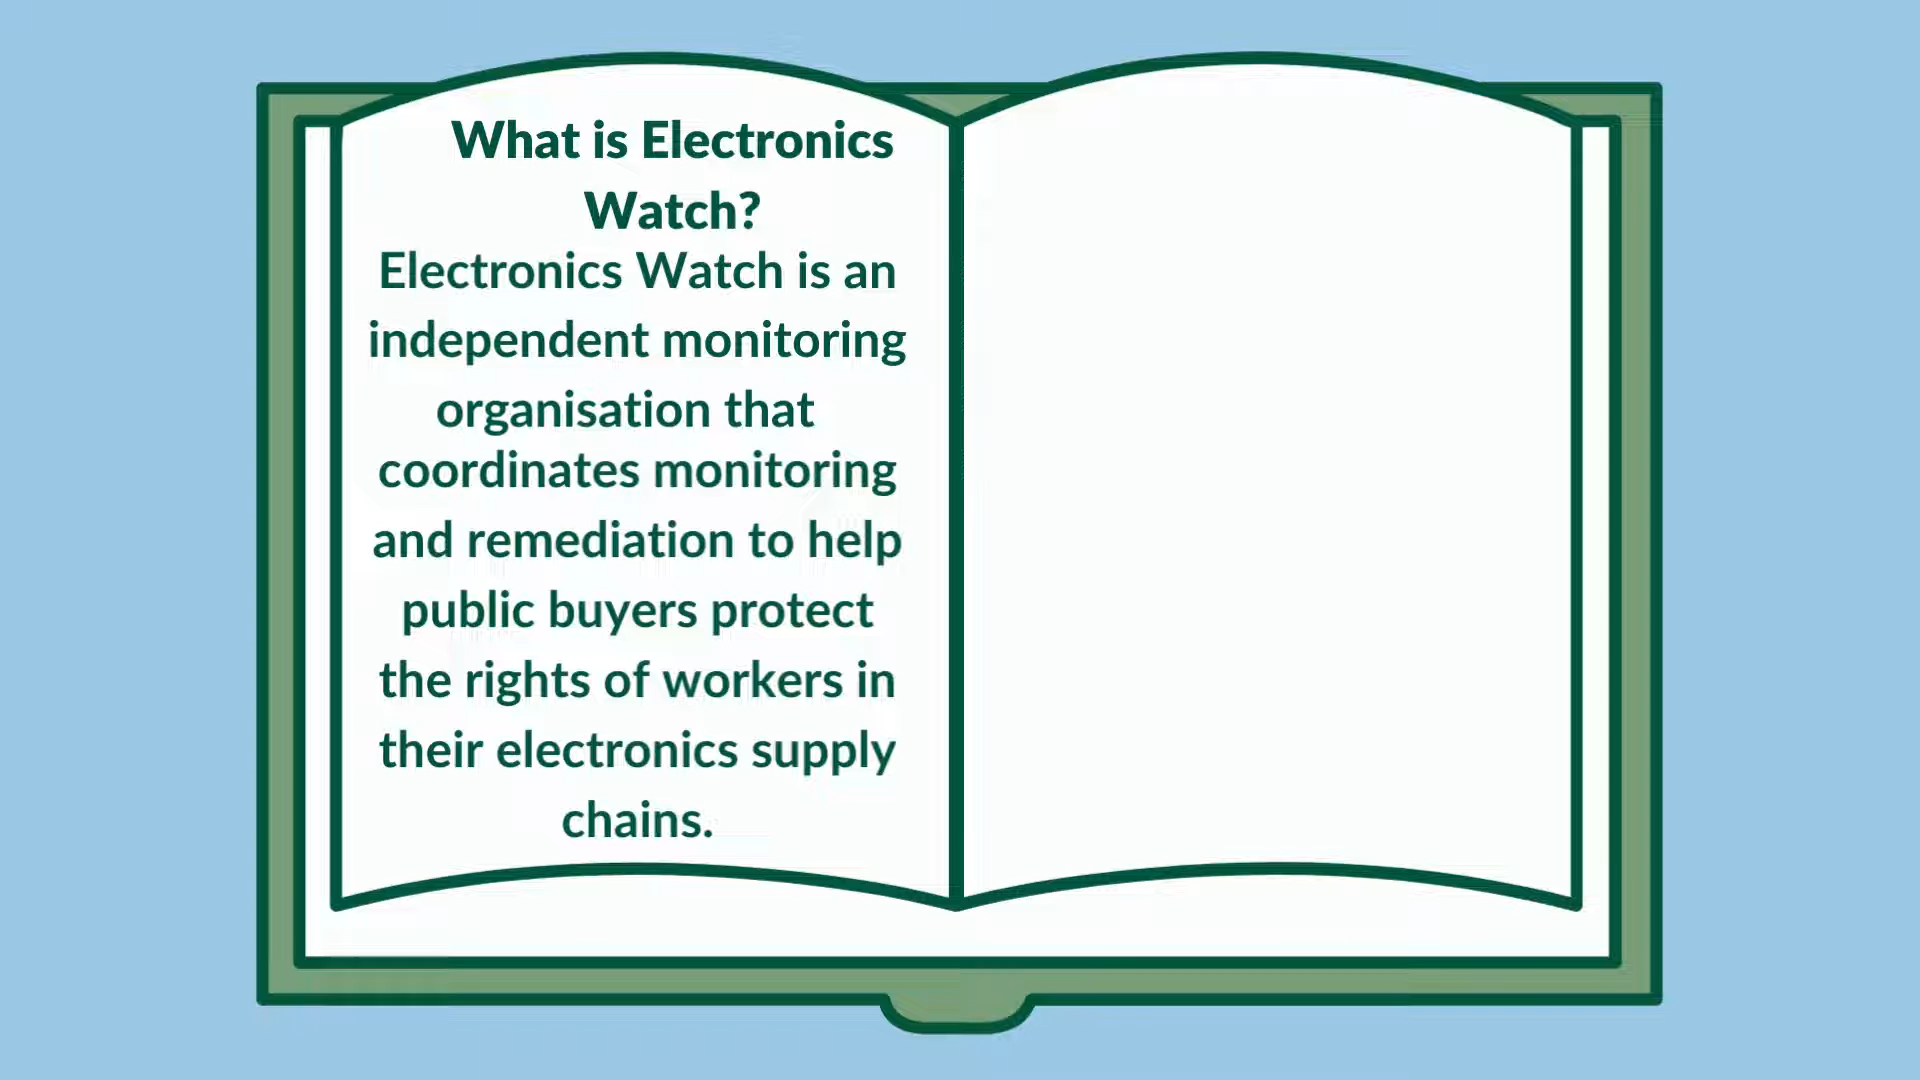 What is Electronics
Watch?
Electronics Watch is an
independent monitoring
organisation that
coordinates monitoring
and remediation to help
public buyers protect
the rights of workers in
their electronics supply
chains.